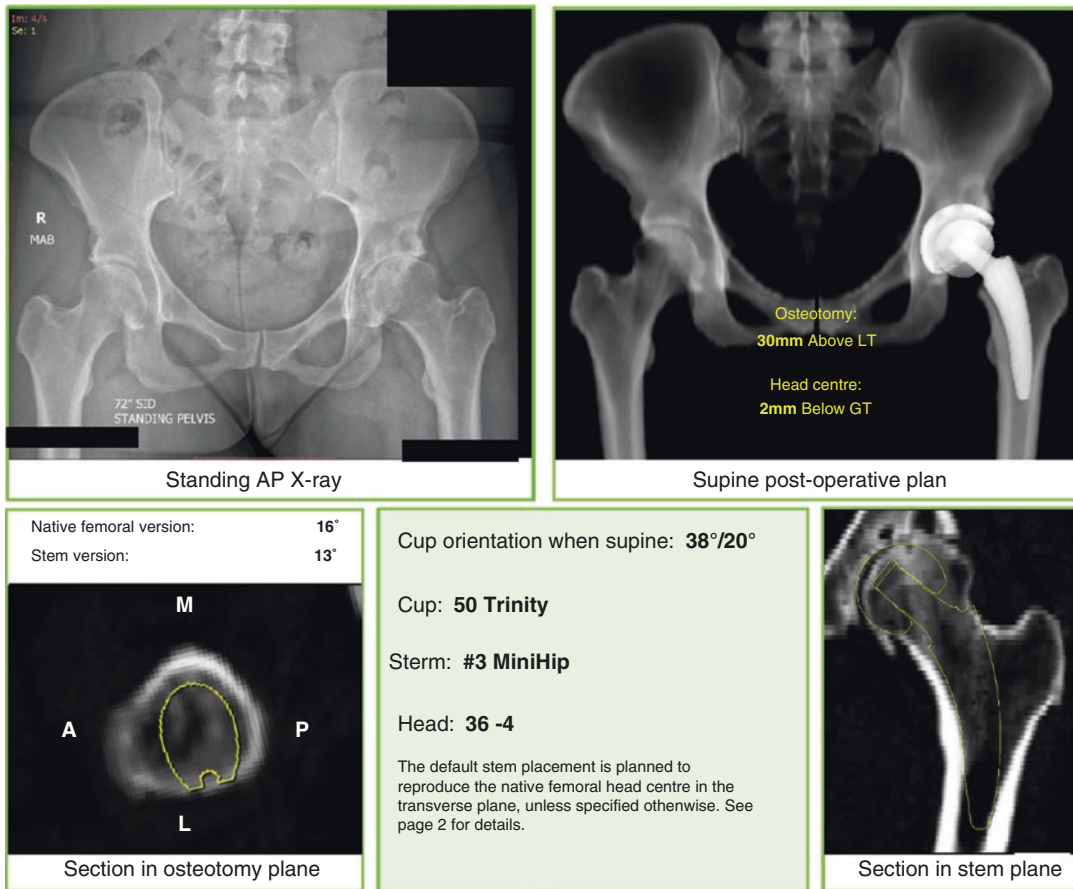 Im: 4/4
Se: 1
R
MAB
72" SID
STANDING PELVIS
Standing AP X-ray
Osteotomy:
30mm Above LT
Head centre:
2mm Below GT
Supine post-operative plan
Native femoral version: 16°
Stem version: 13°
M
A
P
L
Section in osteotomy plane
Cup orientation when supine: 38°/20°
Cup: 50 Trinity
Sterm: #3 MiniHip
Head: 36 -4
The default stem placement is planned to
reproduce the native femoral head centre in the
transverse plane, unless specified otherwise. See
page 2 for details.
Section in stem plane